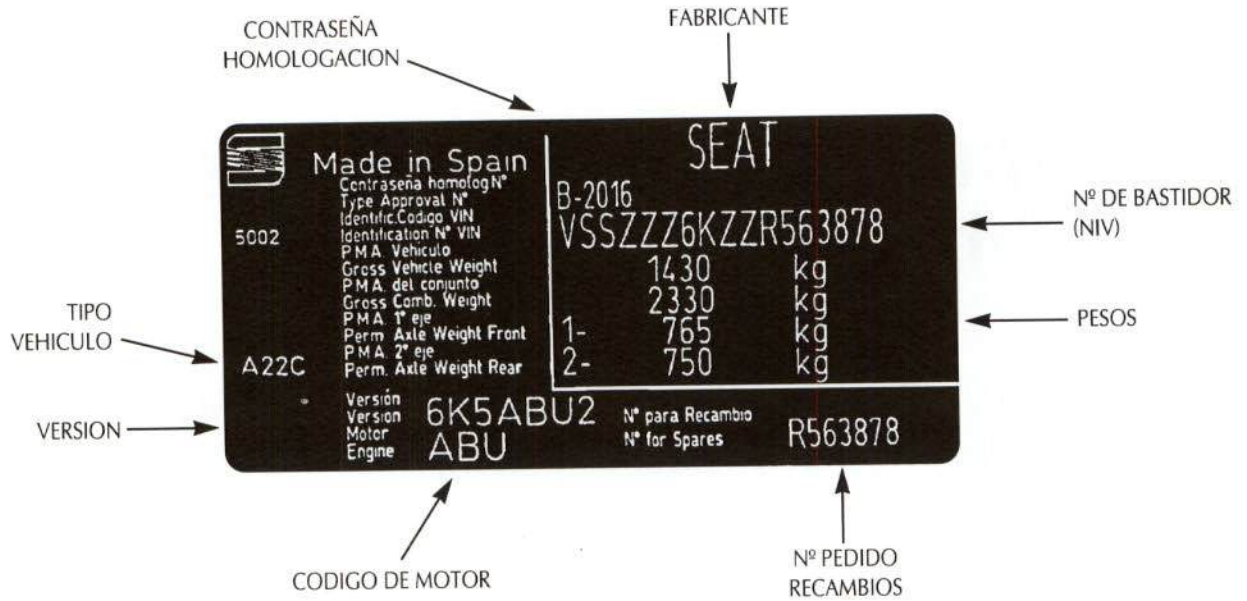 CONTRASEÑA
HOMOLOGACION
FABRICANTE
SEAT
Made in Spain
Contraseña homolog Nº
Type Approval Nº
B-2016
Identific.Codigo VIN
Identification Nº VIN
VSSZZZ6KZZR563878
5002
Nº DE BASTIDOR
(NIV)
P.M.A. Vehiculo
Gross Vehicle Weight
1430 kg
P.M.A. del conjunto
Gross Comb. Weight
2330 kg
P.M.A. 1º eje
Perm. Axle Weight Front
1- 765 kg
P.M.A. 2º eje
Perm. Axle Weight Rear
2- 750 kg
PESOS
TIPO
VEHICULO
A22C
VERSION
Versión
Version
6K5ABU2
Motor
Engine
ABU
Nº para Recambio
Nº for Spares
R563878
CODIGO DE MOTOR
Nº PEDIDO
RECAMBIOS